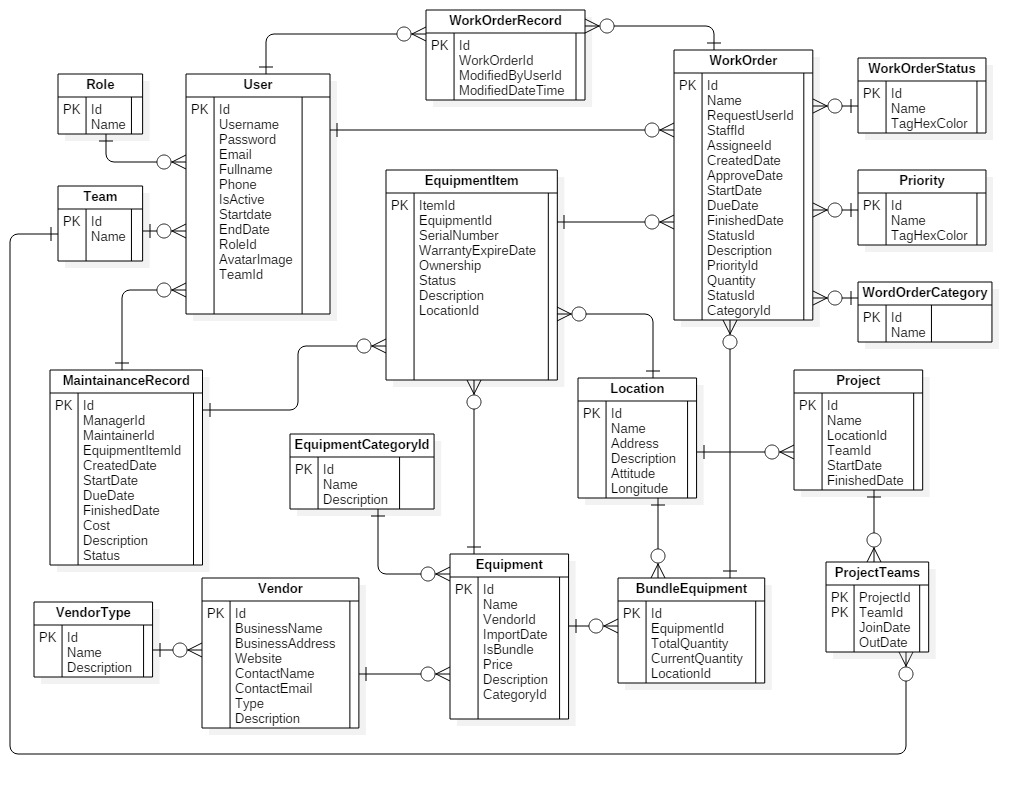 WorkOrderRecord
PK Id
WorkOrderId
ModifiedByUserId
ModifiedDateTime
WorkOrder
PK Id
Name
RequestUserId
StaffId
AssigneeId
CreatedDate
ApproveDate
StartDate
DueDate
FinishedDate
StatusId
Description
PriorityId
Quantity
StatusId
CategoryId
WorkOrderStatus
PK Id
Name
TagHexColor
Role
PK Id
Name
User
PK Id
Username
Password
Email
Fullname
Phone
IsActive
Startdate
EndDate
RoleId
AvatarImage
TeamId
EquipmentItem
PK ItemId
EquipmentId
SerialNumber
WarrantyExpireDate
Ownership
Status
Description
LocationId
Priority
PK Id
Name
TagHexColor
Team
PK Id
Name
WordOrderCategory
PK Id
Name
MaintainanceRecord
PK Id
ManagerId
MaintainerId
EquipmentItemId
CreatedDate
StartDate
DueDate
FinishedDate
Cost
Description
Status
EquipmentCategoryId
PK Id
Name
Description
Location
PK Id
Name
Address
Description
Attitude
Longitude
Project
PK Id
Name
LocationId
TeamId
StartDate
FinishedDate
VendorType
PK Id
Name
Description
Vendor
PK Id
BusinessName
BusinessAddress
Website
ContactName
ContactEmail
Type
Description
Equipment
PK Id
Name
VendorId
ImportDate
IsBundle
Price
Description
CategoryId
BundleEquipment
PK Id
EquipmentId
TotalQuantity
CurrentQuantity
LocationId
ProjectTeams
PK ProjectId
PK TeamId
JoinDate
OutDate